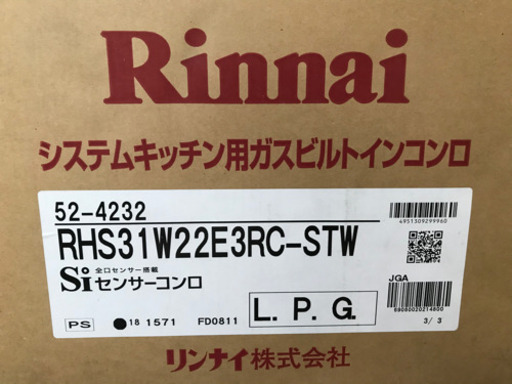 Rinnai
システムキッチン用ガスビルトインコンロ
52-4232
RHS31W22E3RC-STW
Si 全口センサー搭載 センサーコンロ
4951309299960
PS
18 1571
FD0811
L.P.G.
JGA
690800020214800
3/3
リンナイ株式会社